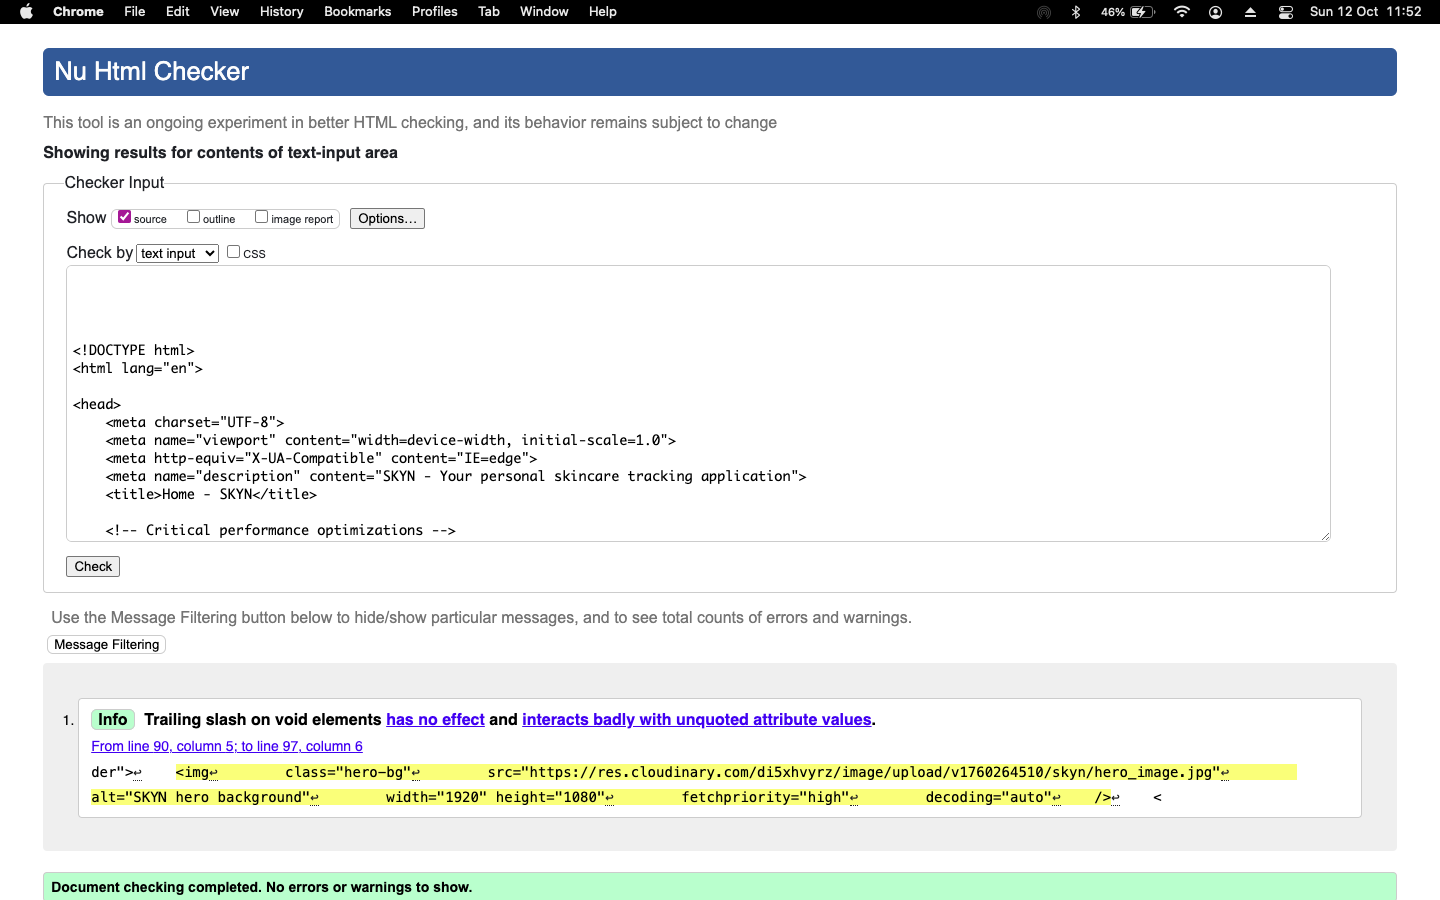 Chrome File Edit View History Bookmarks Profiles Tab Window Help 46% Sun 12 Oct 11:52
Nu Html Checker
This tool is an ongoing experiment in better HTML checking, and its behavior remains subject to change
Showing results for contents of text-input area
Checker Input
Show source outline image report Options...
Check by text input CSS
<!DOCTYPE html>
<html lang="en">
<head>
<meta charset="UTF-8">
<meta name="viewport" content="width=device-width, initial-scale=1.0">
<meta http-equiv="X-UA-Compatible" content="IE=edge">
<meta name="description" content="SKYN - Your personal skincare tracking application">
<title>Home - SKYN</title>
<!-- Critical performance optimizations -->
Check
Use the Message Filtering button below to hide/show particular messages, and to see total counts of errors and warnings.
Message Filtering
1. Info Trailing slash on void elements has no effect and interacts badly with unquoted attribute values.
From line 90, column 5; to line 97, column 6
der">↩ <img↩ class="hero-bg"↩ src="https://res.cloudinary.com/di5xhvyrz/image/upload/v1760264510/skyn/hero_image.jpg"↩
alt="SKYN hero background"↩ width="1920" height="1080"↩ fetchpriority="high"↩ decoding="auto"↩ />↩ <
Document checking completed. No errors or warnings to show.